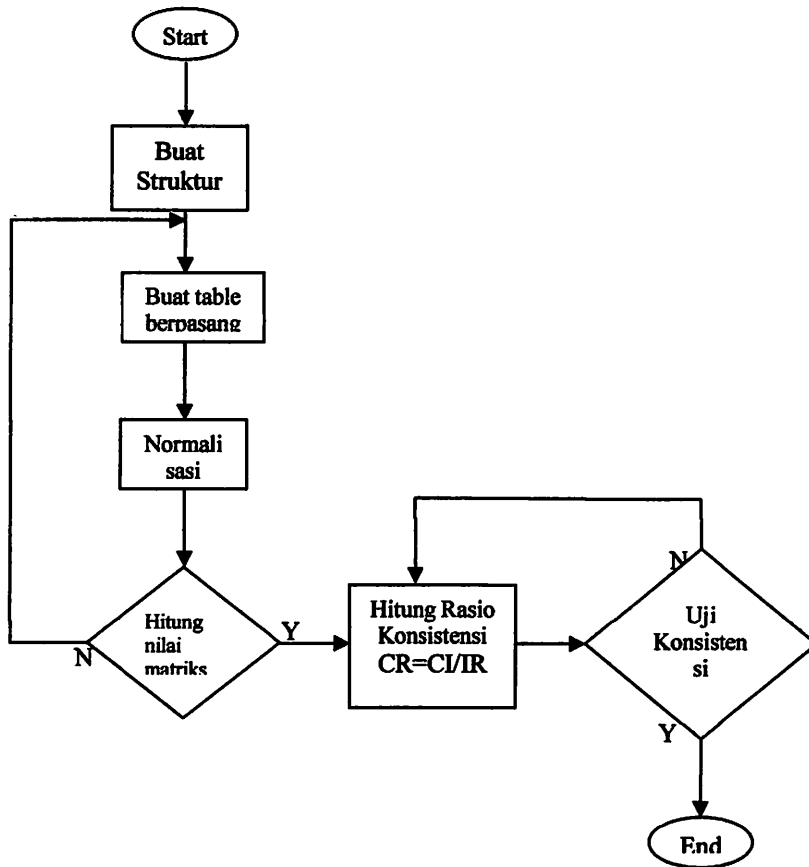 Start
Buat
Struktur
Buat table
berpasang
Normali
sasi
Hitung
nilai
matriks
N
Y
Hitung Rasio
Konsistensi
CR=CI/IR
N
Uji
Konsisten
si
Y
End